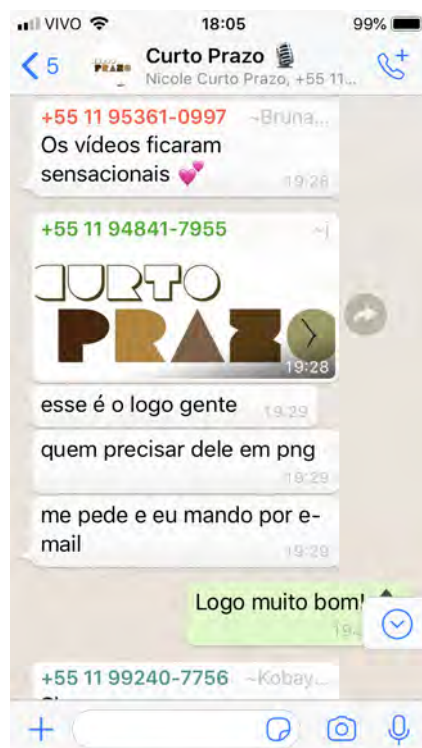 VIVO 18:05 99%
5 Curto Prazo
Nicole Curto Prazo, +55 11...
+55 11 95361-0997 ~Bruna...
Os vídeos ficaram
sensacionais
19:28
+55 11 94841-7955 ~j
CURTO
PRAZO
19:28
esse é o logo gente 19:29
quem precisar dele em png
19:29
me pede e eu mando por e-
mail 19:29
Logo muito bom!
+55 11 99240-7756 ~Kobay...